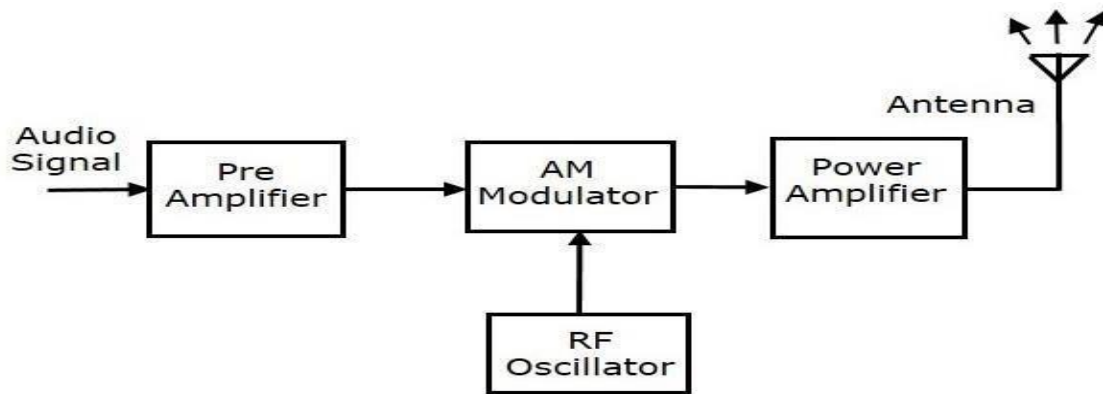 Audio
Signal
Pre
Amplifier
AM
Modulator
Power
Amplifier
Antenna
RF
Oscillator